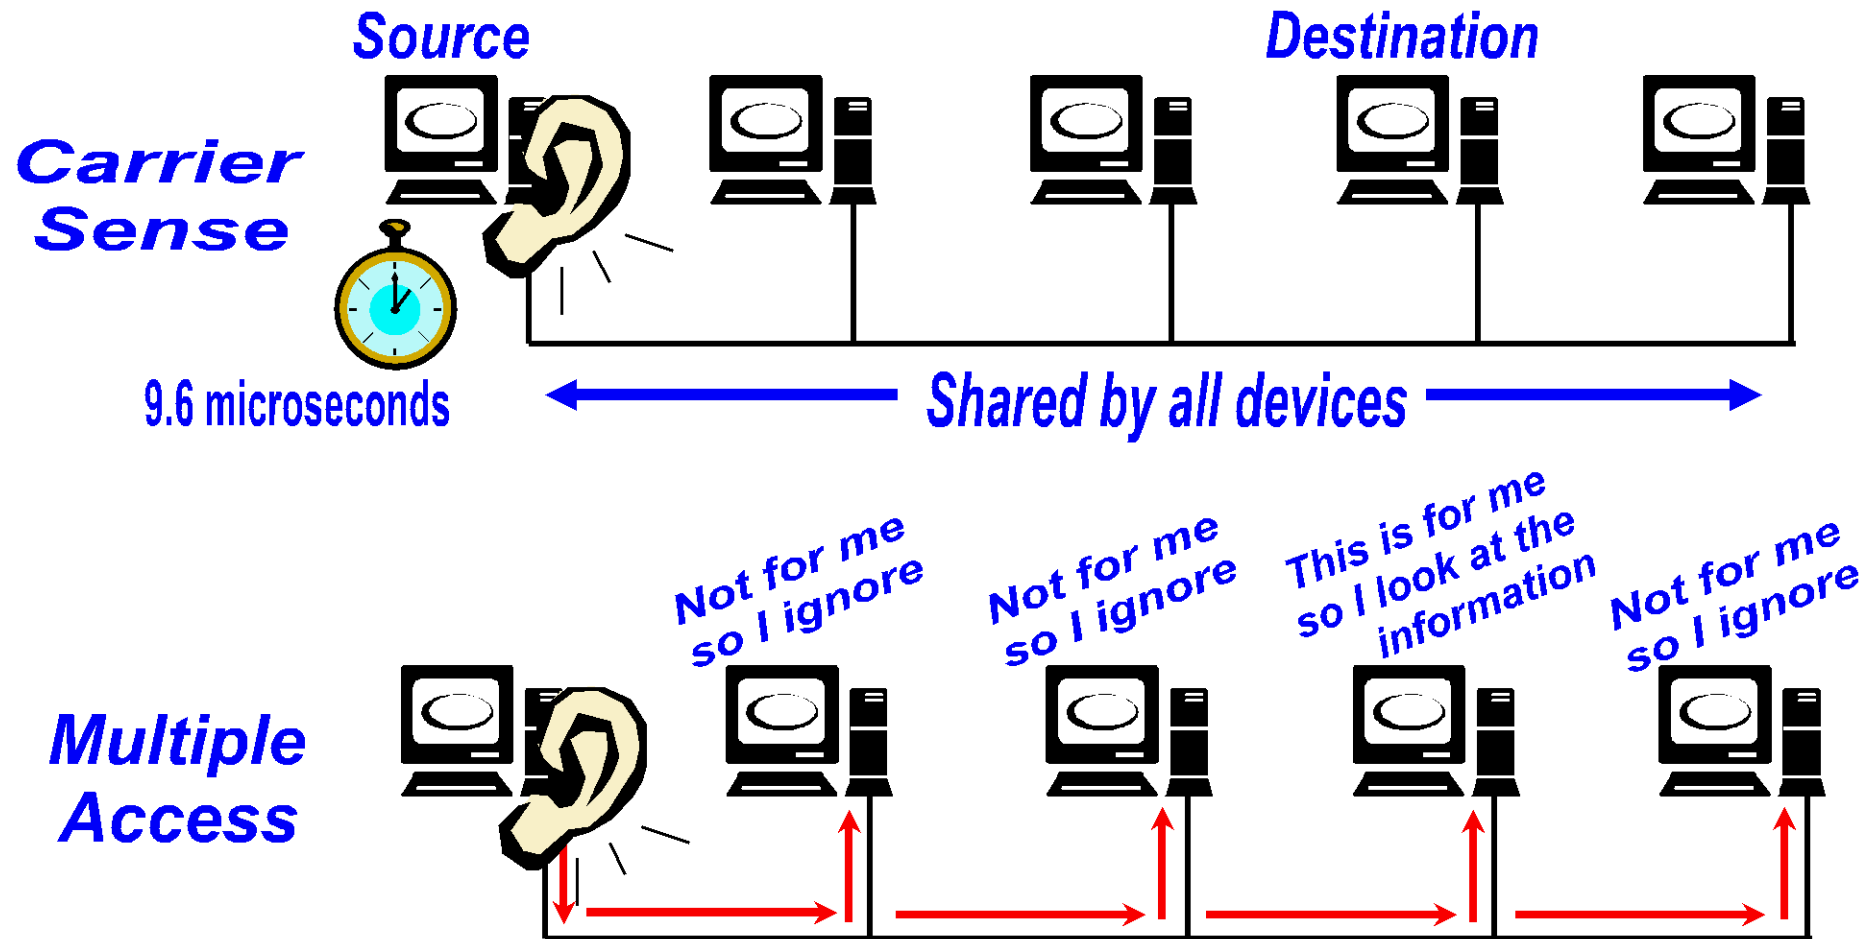 Source
Destination
Carrier
Sense
9.6 microseconds
Shared by all devices
Not for me
so I ignore
Not for me
so I ignore
This is for me
so I look at the
information
Not for me
so I ignore
Multiple
Access